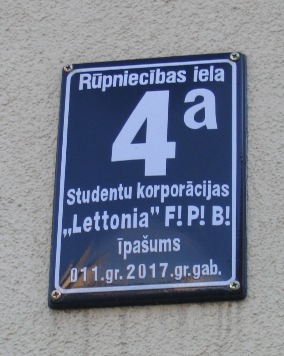 Rūpniecības iela
4a
Studentu korporācijas
„Lettonia" F! P! B!
īpašums
011.gr.2017.gr.gab.